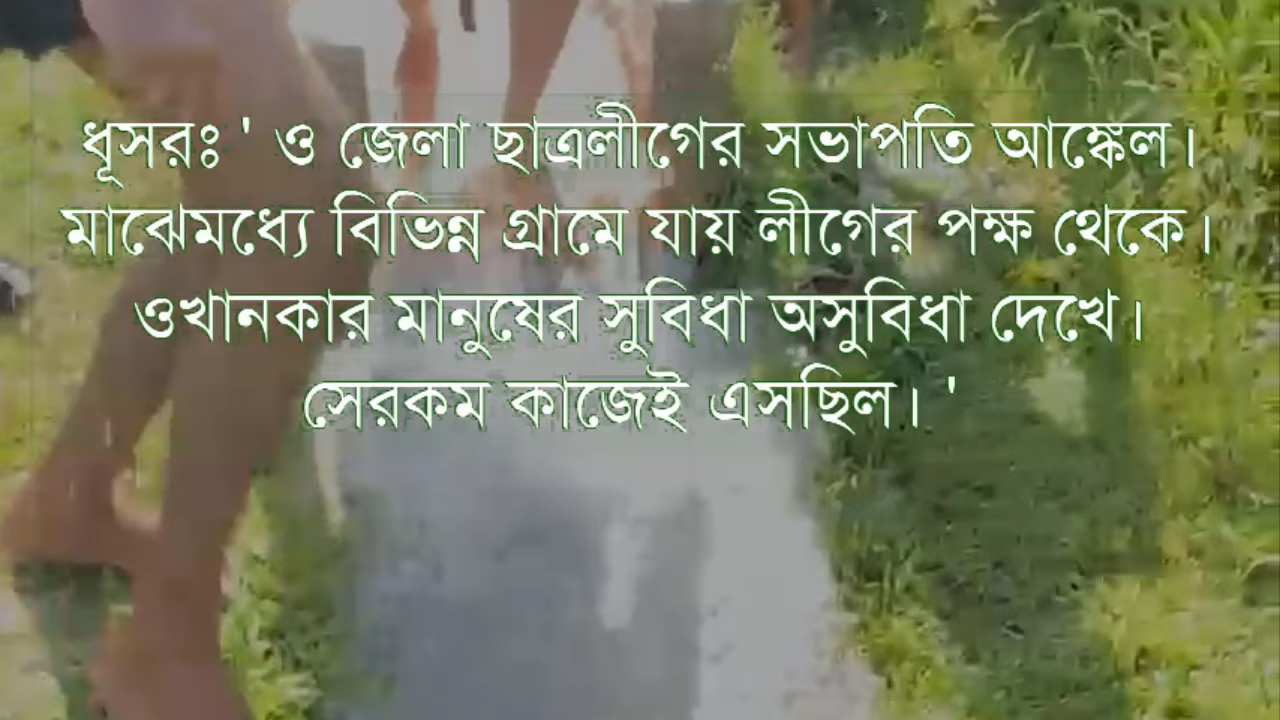 ধূসরঃ ' ও জেলা ছাত্রলীগের সভাপতি আঙ্কেল।
মাঝেমধ্যে বিভিন্ন গ্রামে যায় লীগের পক্ষ থেকে।
ওখানকার মানুষের সুবিধা অসুবিধা দেখে।
সেরকম কাজেই এসছিল। '